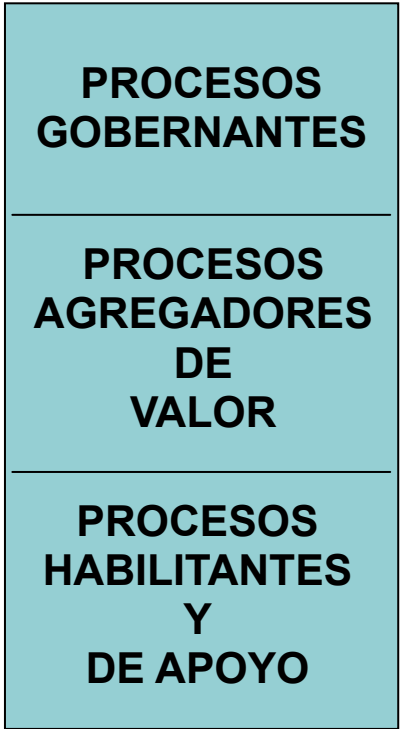 PROCESOS
GOBERNANTES
PROCESOS
AGREGADORES
DE
VALOR
PROCESOS
HABILITANTES
Y
DE APOYO